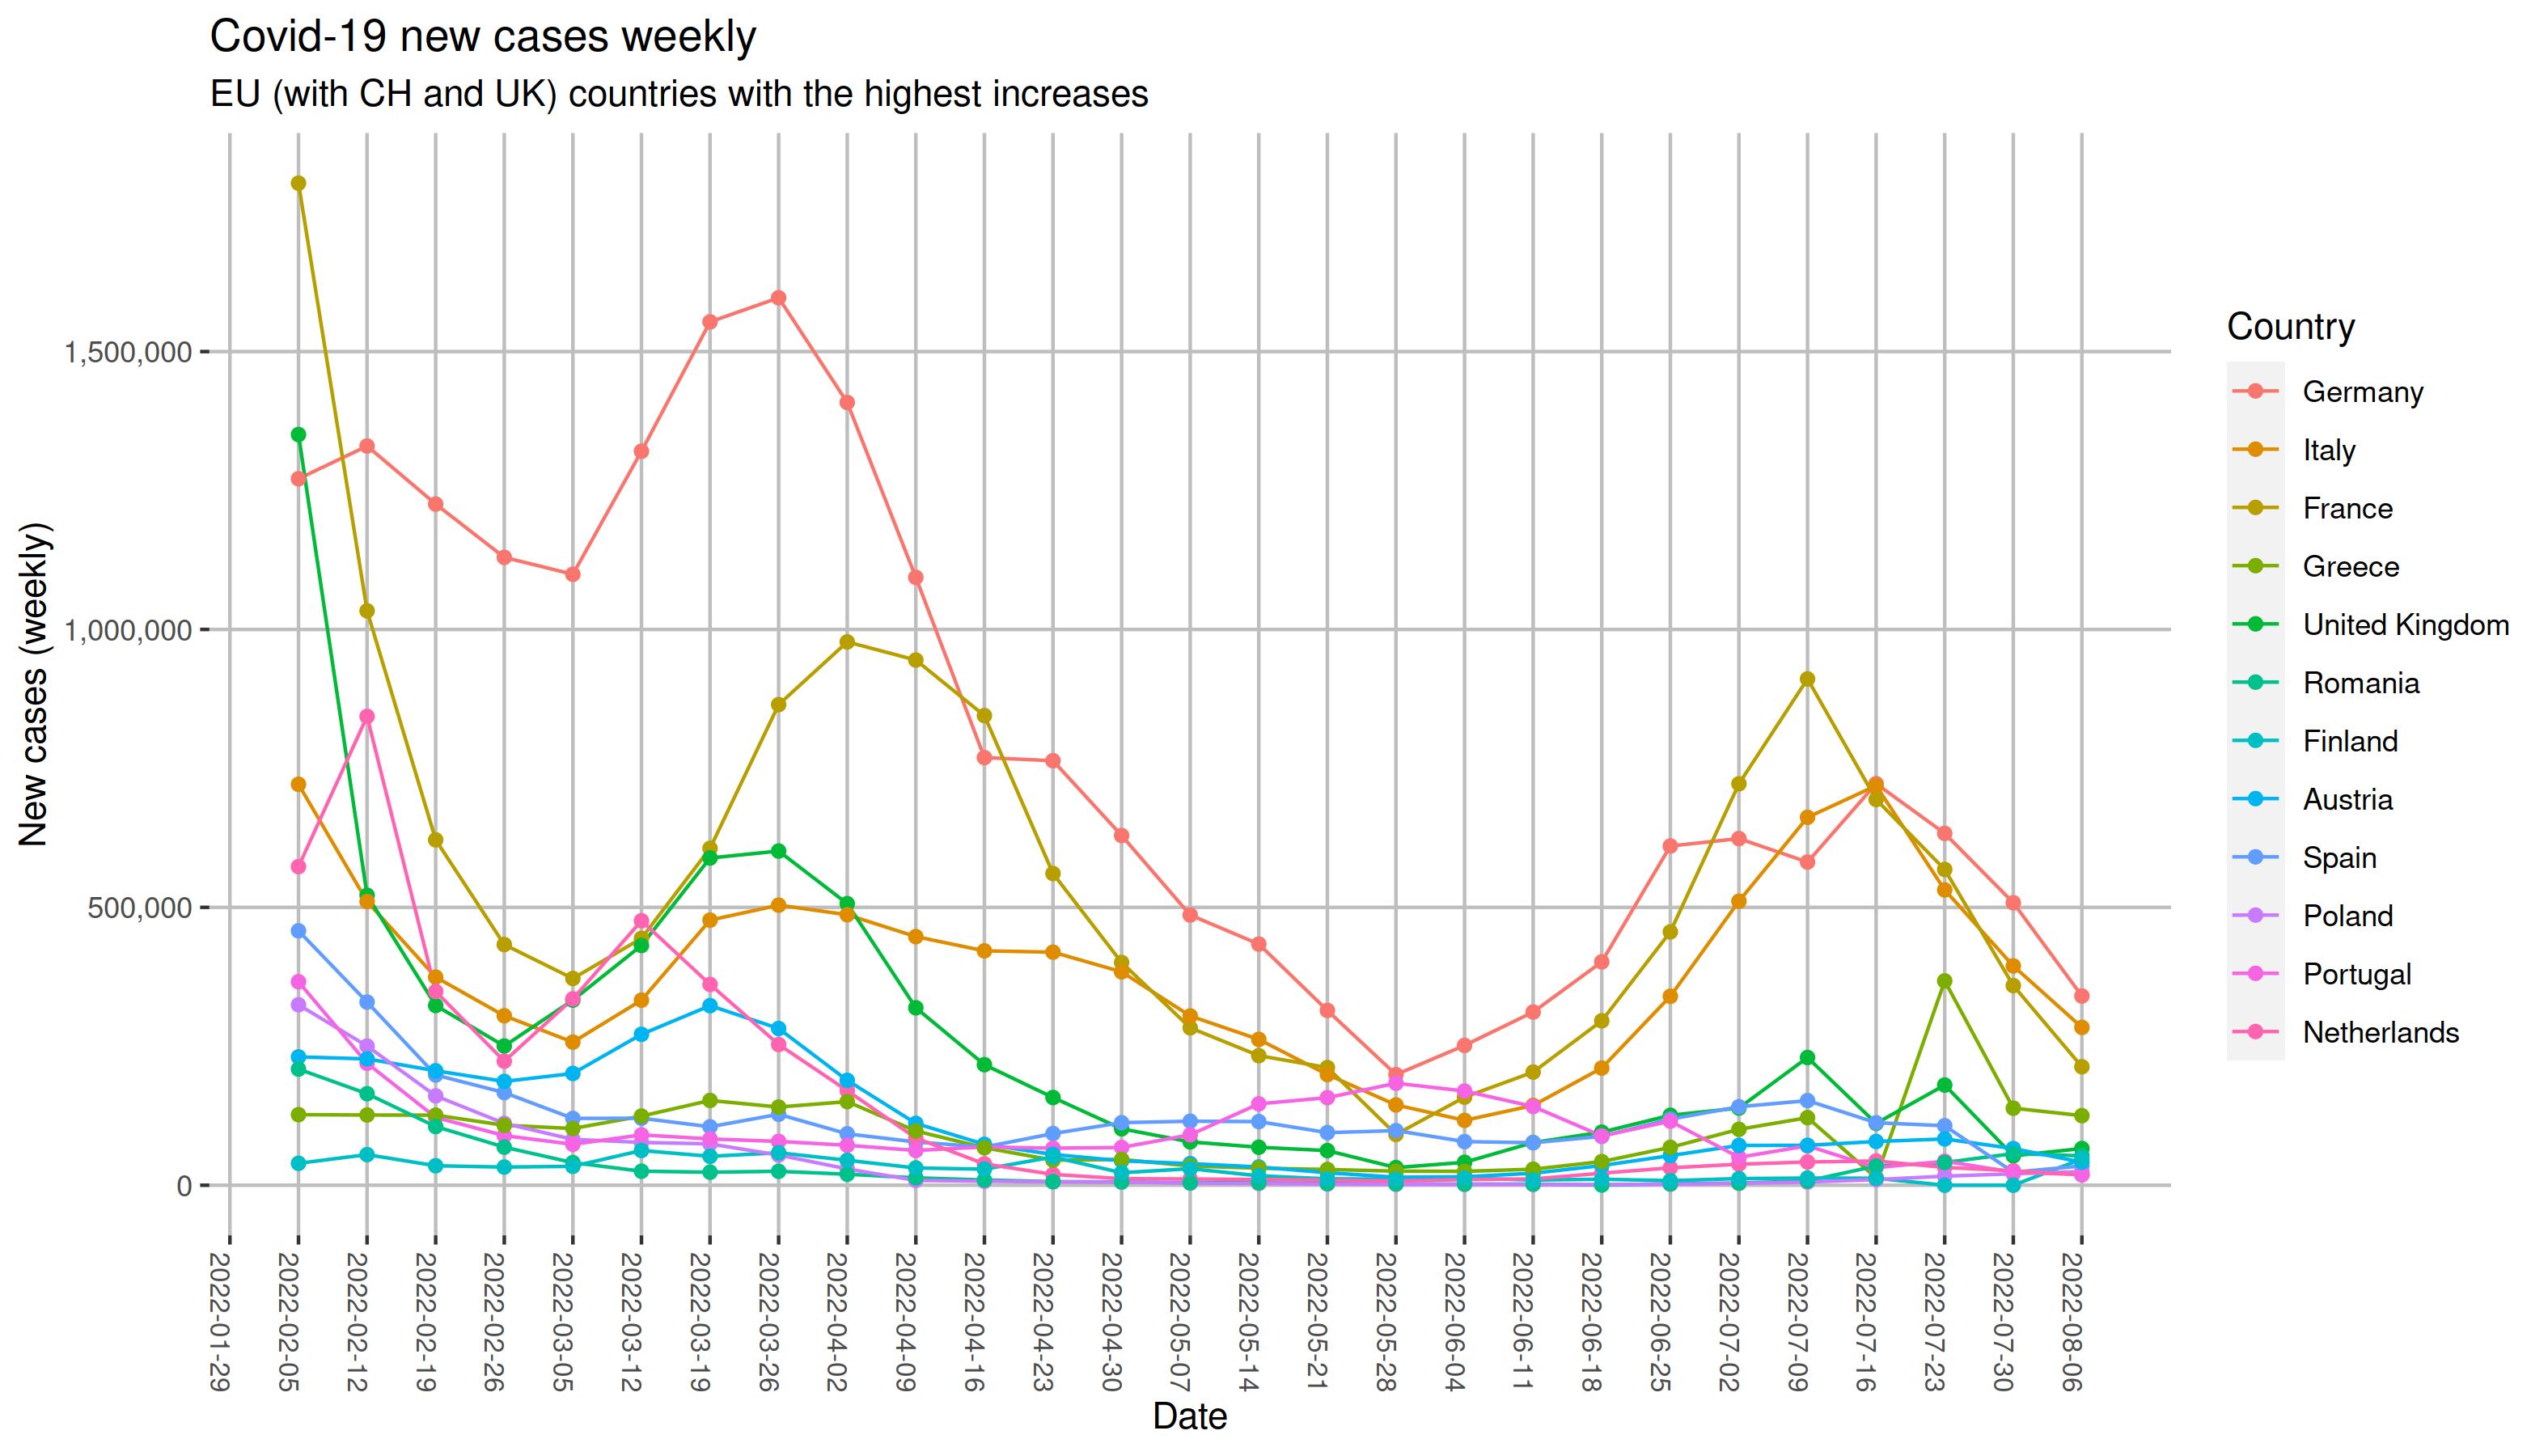 Covid-19 new cases weekly
EU (with CH and UK) countries with the highest increases
New cases (weekly)
1,500,000
1,000,000
500,000
0
2022-01-29
2022-02-05
2022-02-12
2022-02-19
2022-02-26
2022-03-05
2022-03-12
2022-03-19
2022-03-26
2022-04-02
2022-04-09
2022-04-16
2022-04-23
2022-04-30
2022-05-07
2022-05-14
2022-05-21
2022-05-28
2022-06-04
2022-06-11
2022-06-18
2022-06-25
2022-07-02
2022-07-09
2022-07-16
2022-07-23
2022-07-30
2022-08-06
Date
Country
Germany
Italy
France
Greece
United Kingdom
Romania
Finland
Austria
Spain
Poland
Portugal
Netherlands